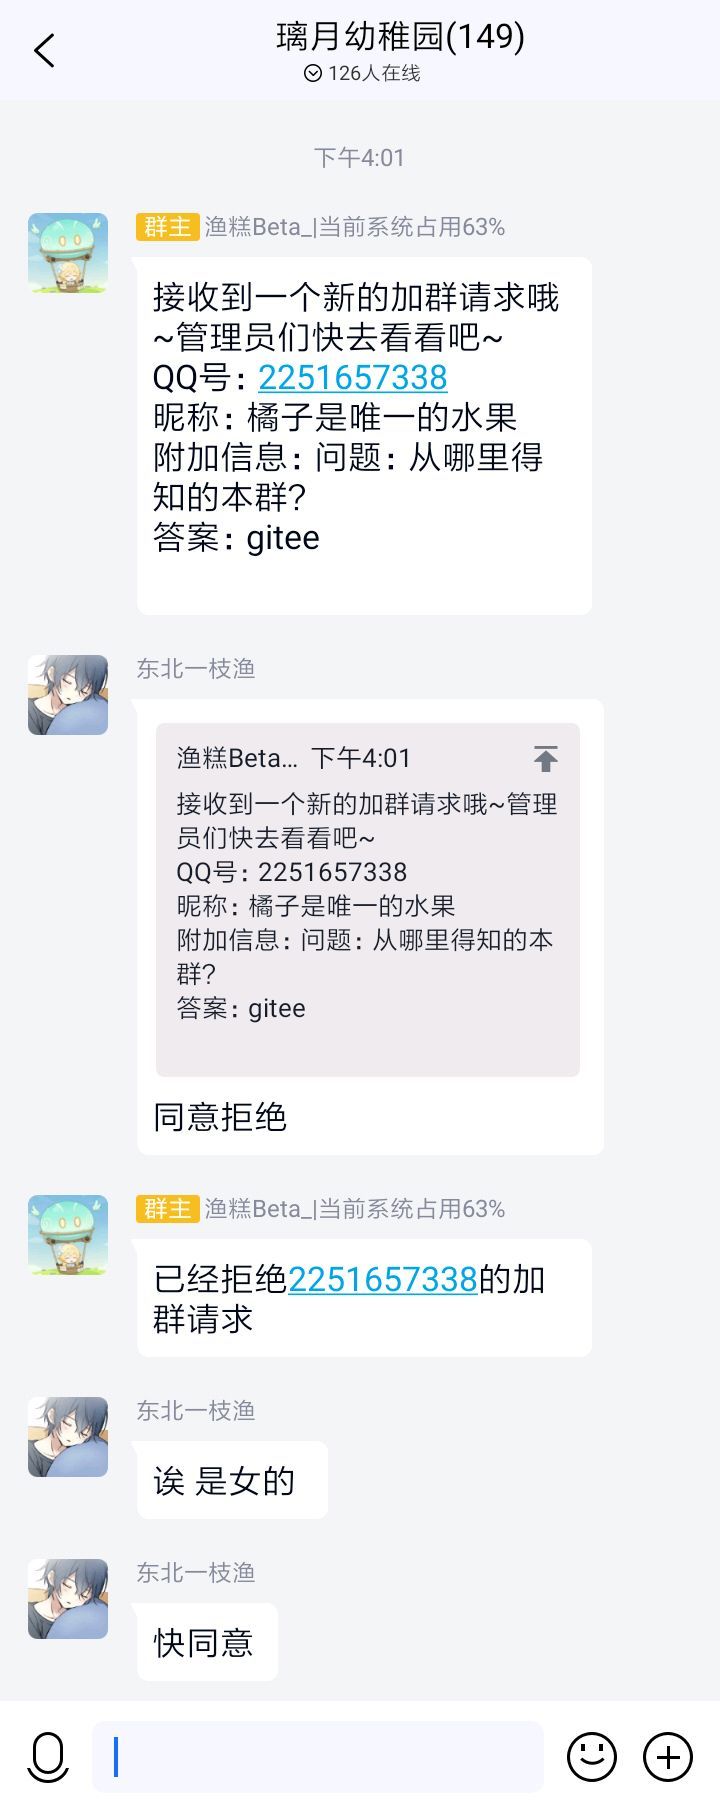 璃月幼稚园(149)
126人在线
下午4:01
群主 渔糕Beta_|当前系统占用63%
接收到一个新的加群请求哦
~管理员们快去看看吧~
QQ号：2251657338
昵称：橘子是唯一的水果
附加信息：问题：从哪里得
知的本群？
答案：gitee
东北一枝渔
渔糕Beta... 下午4:01
接收到一个新的加群请求哦~管理
员们快去看看吧~
QQ号：2251657338
昵称：橘子是唯一的水果
附加信息：问题：从哪里得知的本
群？
答案：gitee
同意拒绝
群主 渔糕Beta_|当前系统占用63%
已经拒绝2251657338的加
群请求
东北一枝渔
诶 是女的
东北一枝渔
快同意